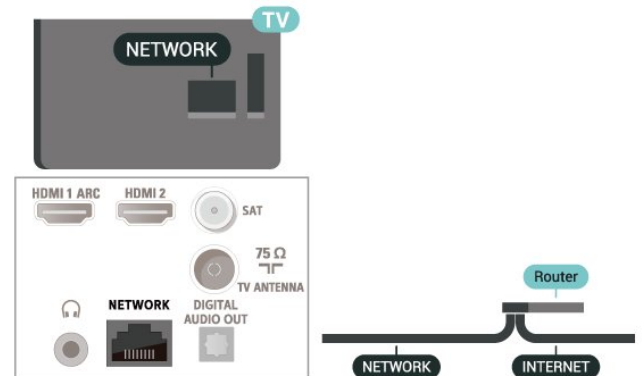 TV
NETWORK
HDMI 1 ARC HDMI 2
SAT
75 Ω
TV ANTENNA
NETWORK DIGITAL
AUDIO OUT
Router
NETWORK INTERNET